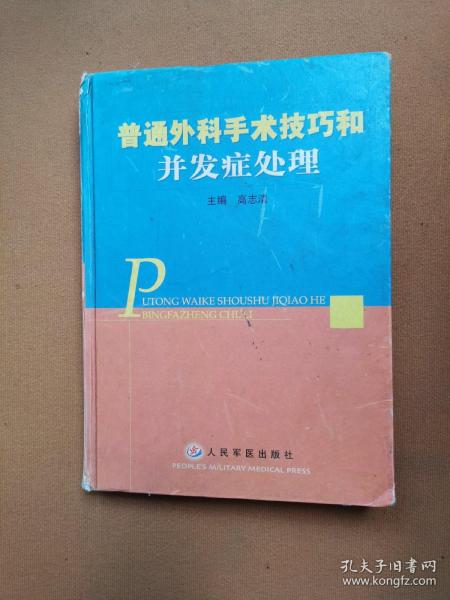 普通外科手术技巧和
并发症处理
主编 高志清
PUTONG WAIKE SHOUSHU JIQIAO HE
BINGFAZHENG CHULI
人民军医出版社
PEOPLE'S MILITARY MEDICAL PRESS
孔夫子旧书网
www.kongfz.com